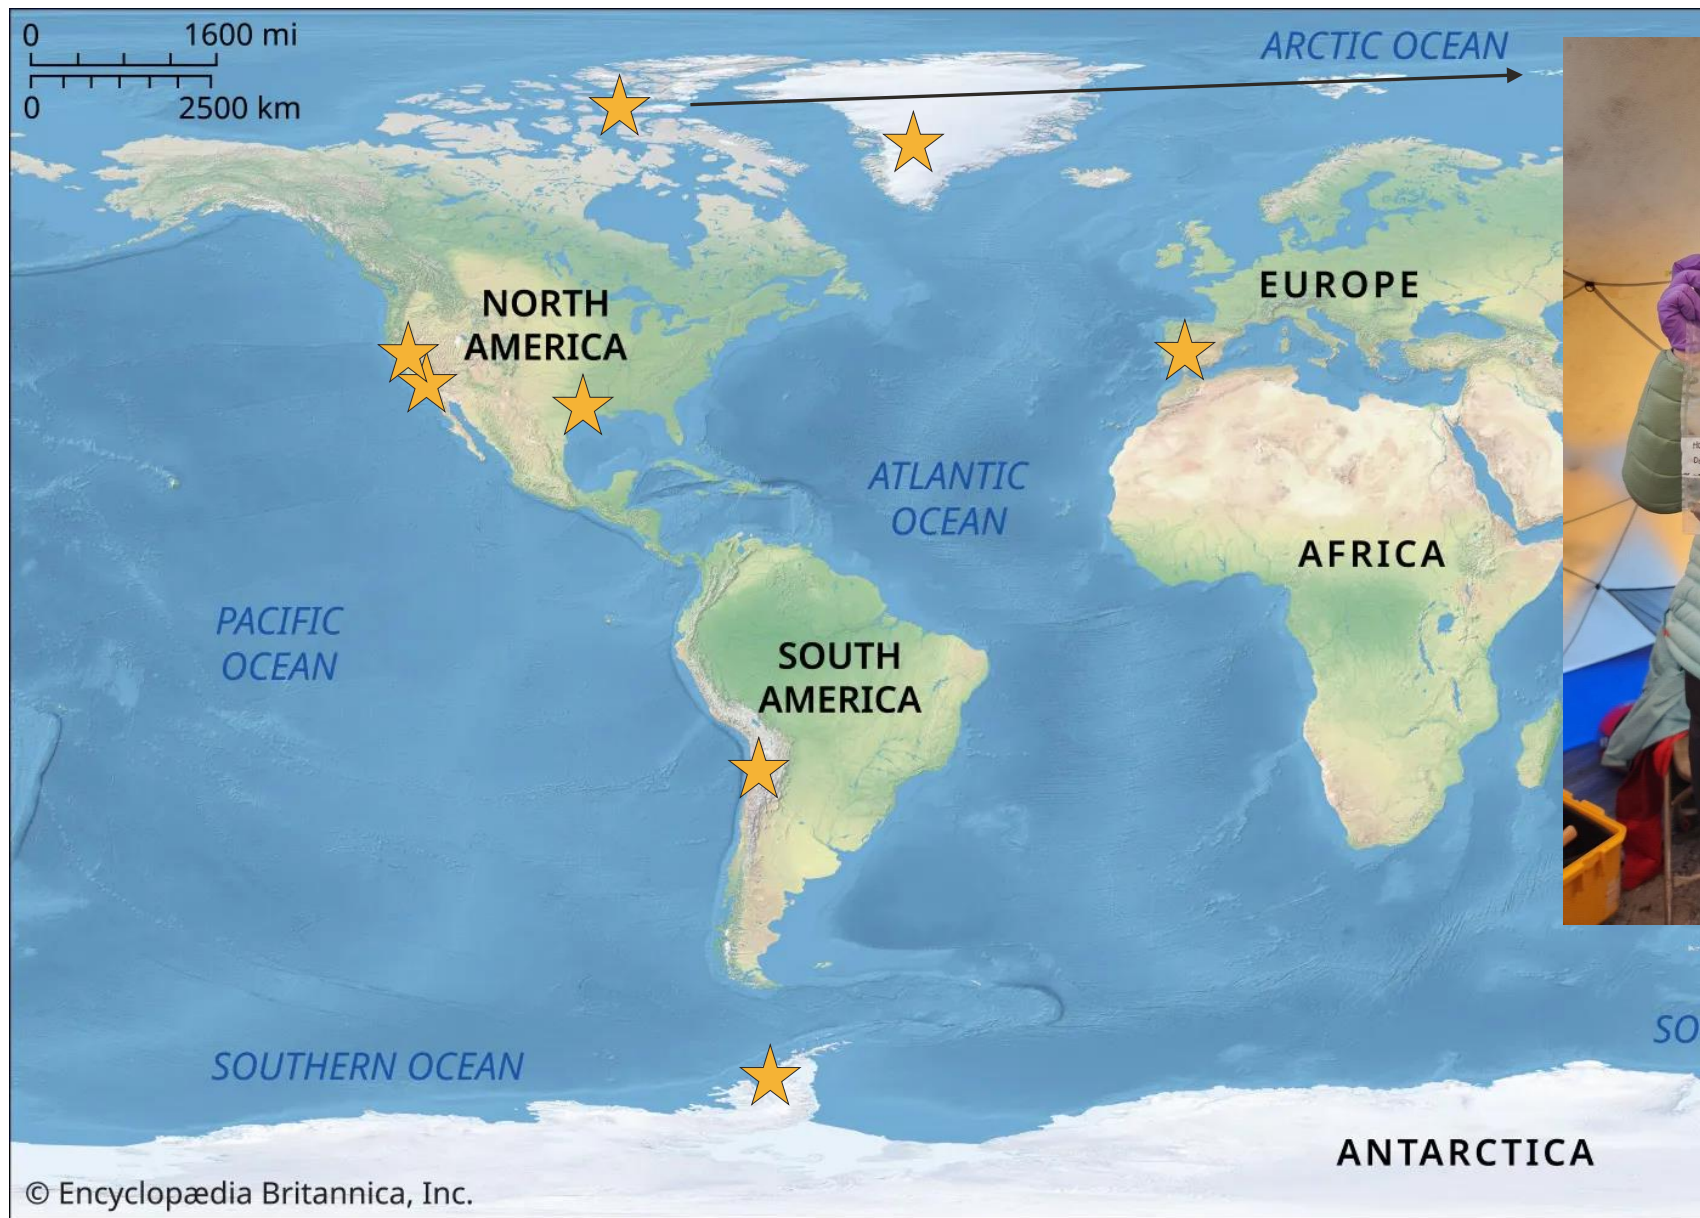 0 1600 mi
0 2500 km
ARCTIC OCEAN
NORTH
AMERICA
EUROPE
ATLANTIC
OCEAN
AFRICA
PACIFIC
OCEAN
SOUTH
AMERICA
SO
SOUTHERN OCEAN
ANTARCTICA
© Encyclopædia Britannica, Inc.